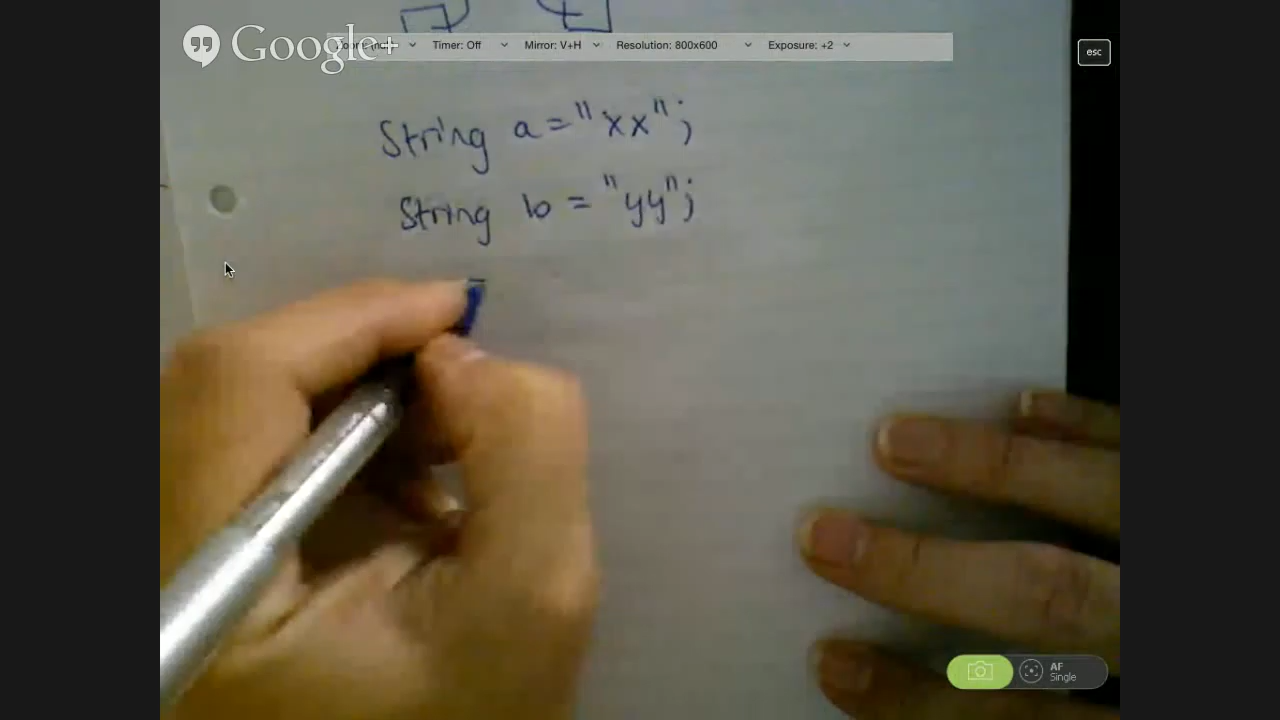 Google+
Timer: Off
Mirror: V+H
Resolution: 800x600
Exposure: +2
esc
String a = "xx";
String b = "yy";
AF
Single